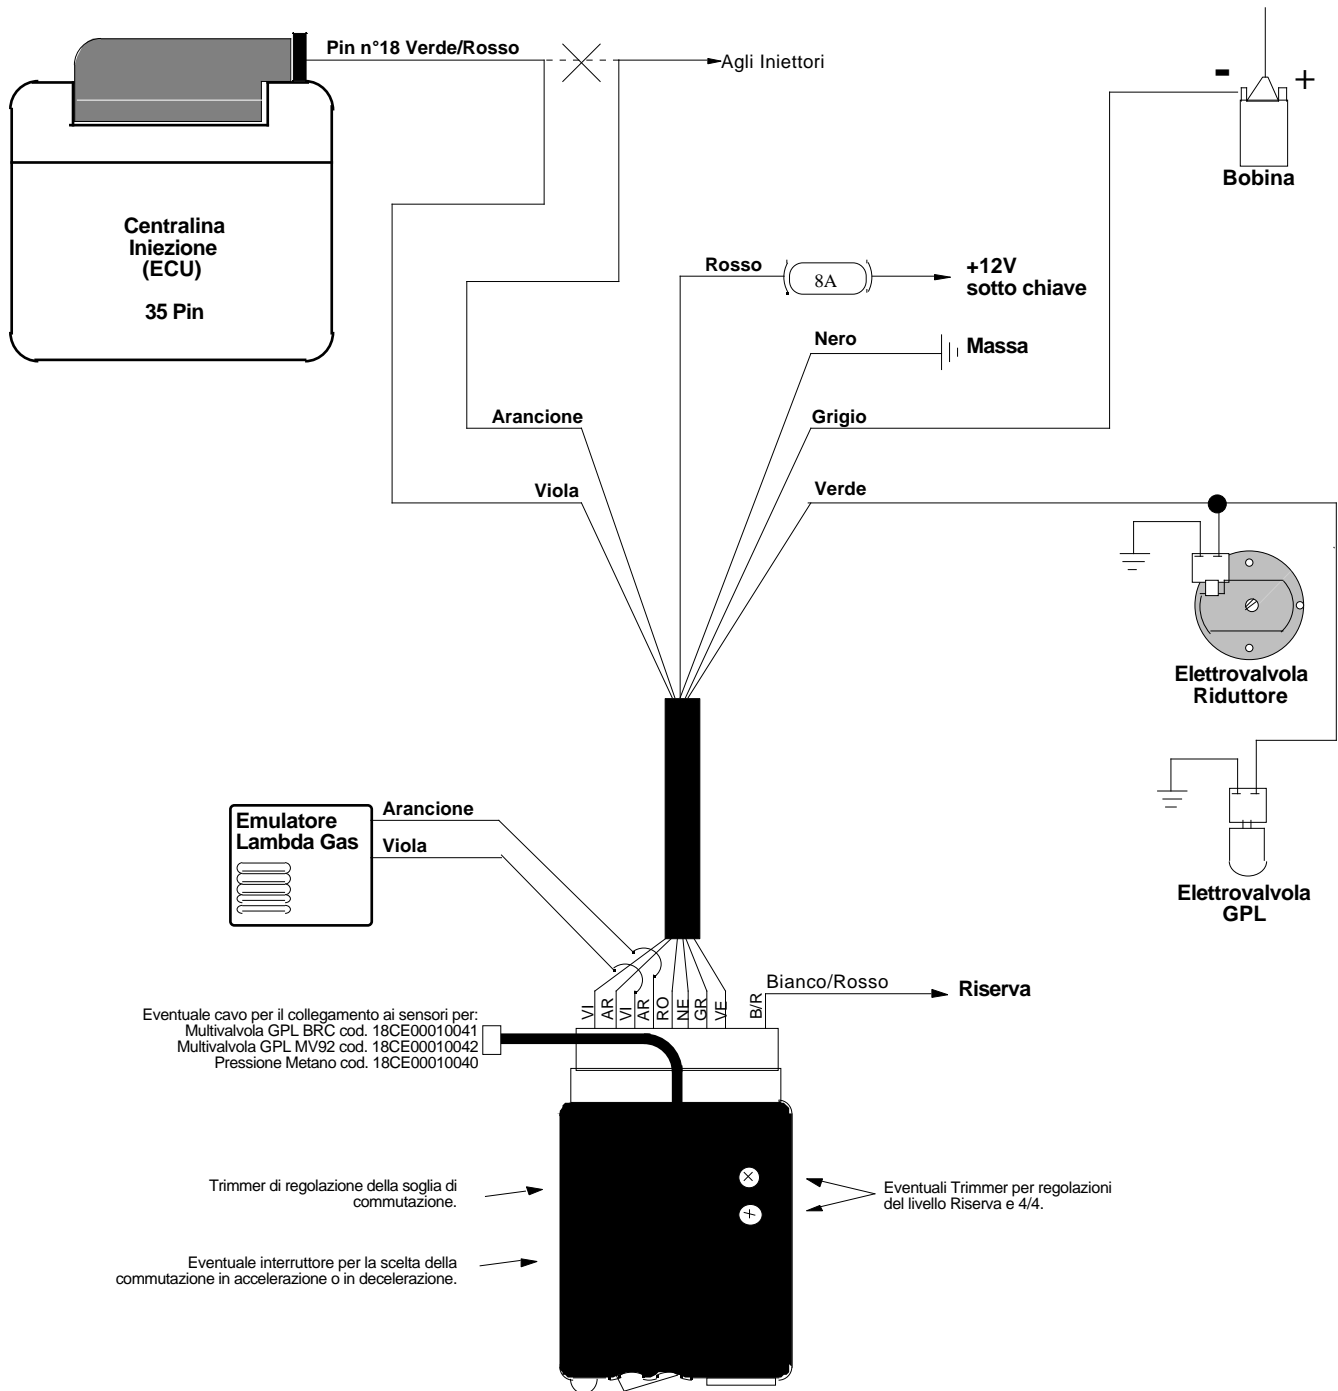 Pin n°18 Verde/Rosso
Agli Iniettori
-
+
Bobina
Centralina
Iniezione
(ECU)
35 Pin
Rosso
8A
+12V
sotto chiave
Nero
Massa
Arancione
Grigio
Viola
Verde
Elettrovalvola
Riduttore
Elettrovalvola
GPL
Emulatore
Lambda Gas
Arancione
Viola
VI
AR
VI
AR
RO
NE
GR
VE
B/R
Bianco/Rosso
Riserva
Eventuale cavo per il collegamento ai sensori per:
Multivalvola GPL BRC cod. 18CE00010041
Multivalvola GPL MV92 cod. 18CE00010042
Pressione Metano cod. 18CE00010040
Trimmer di regolazione della soglia di
commutazione.
Eventuali Trimmer per regolazioni
del livello Riserva e 4/4.
Eventuale interruttore per la scelta della
commutazione in accelerazione o in decelerazione.